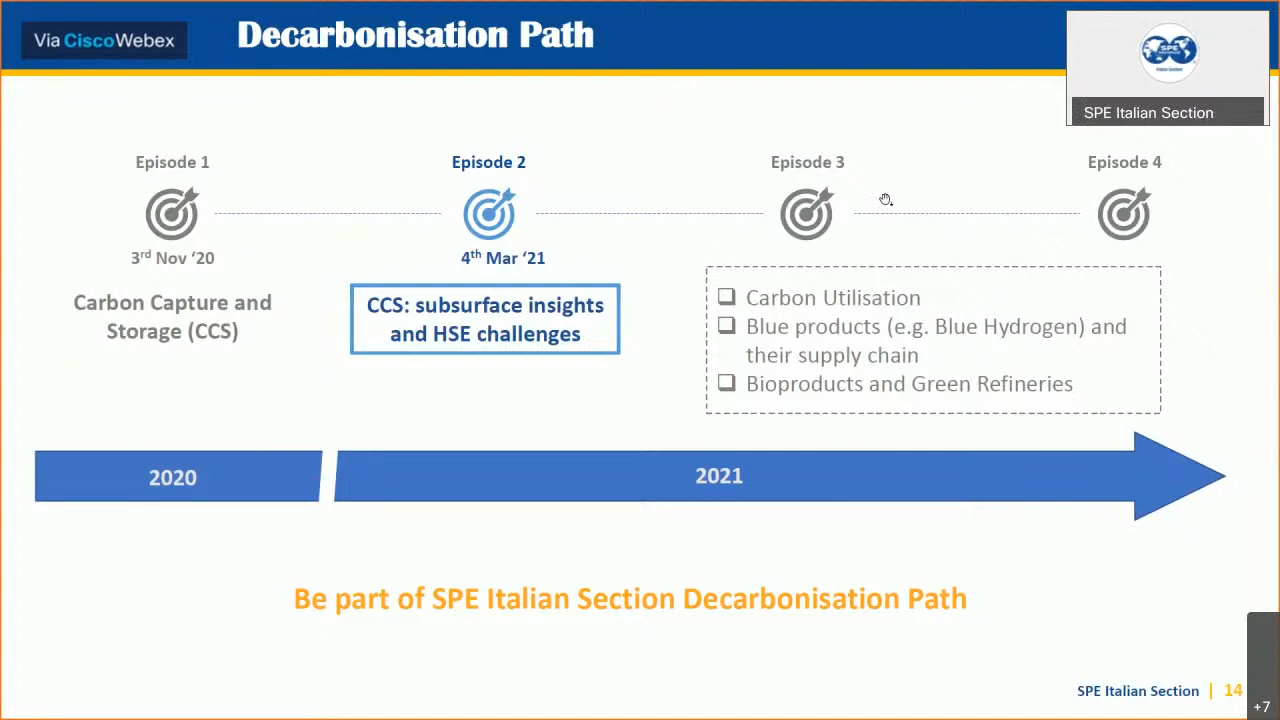 Via CiscoWebex
Decarbonisation Path
SPE
SPE Italian Section
Episode 1
Episode 2
Episode 3
Episode 4
3rd Nov ‘20
4th Mar ‘21
Carbon Capture and
Storage (CCS)
CCS: subsurface insights
and HSE challenges
❑ Carbon Utilisation
❑ Blue products (e.g. Blue Hydrogen) and
their supply chain
❑ Bioproducts and Green Refineries
2020
2021
Be part of SPE Italian Section Decarbonisation Path
SPE Italian Section | 14
+7